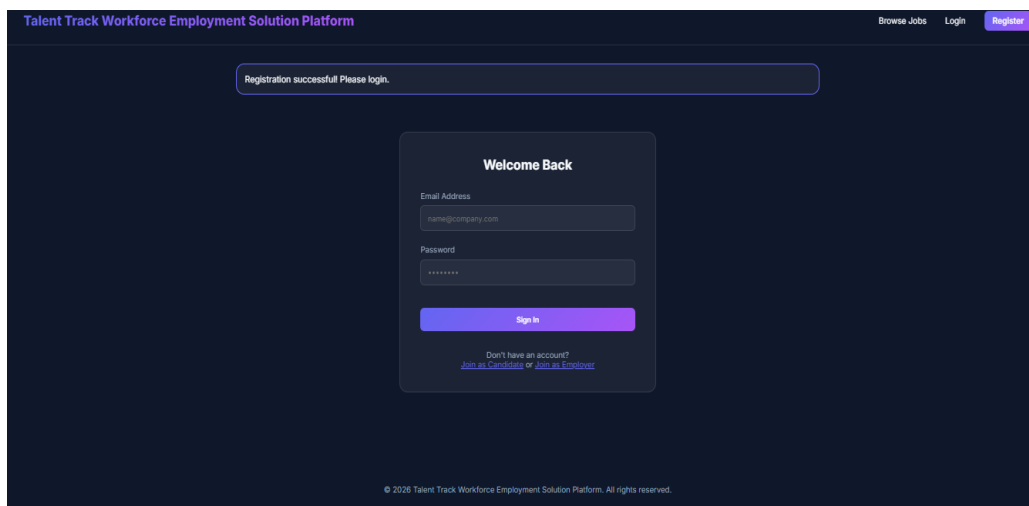 Talent Track Workforce Employment Solution Platform
Browse Jobs Login Register
Registration successful! Please login.
Welcome Back
Email Address
name@company.com
Password
••••••••
Sign In
Don't have an account?
Join as Candidate or Join as Employer
© 2026 Talent Track Workforce Employment Solution Platform. All rights reserved.